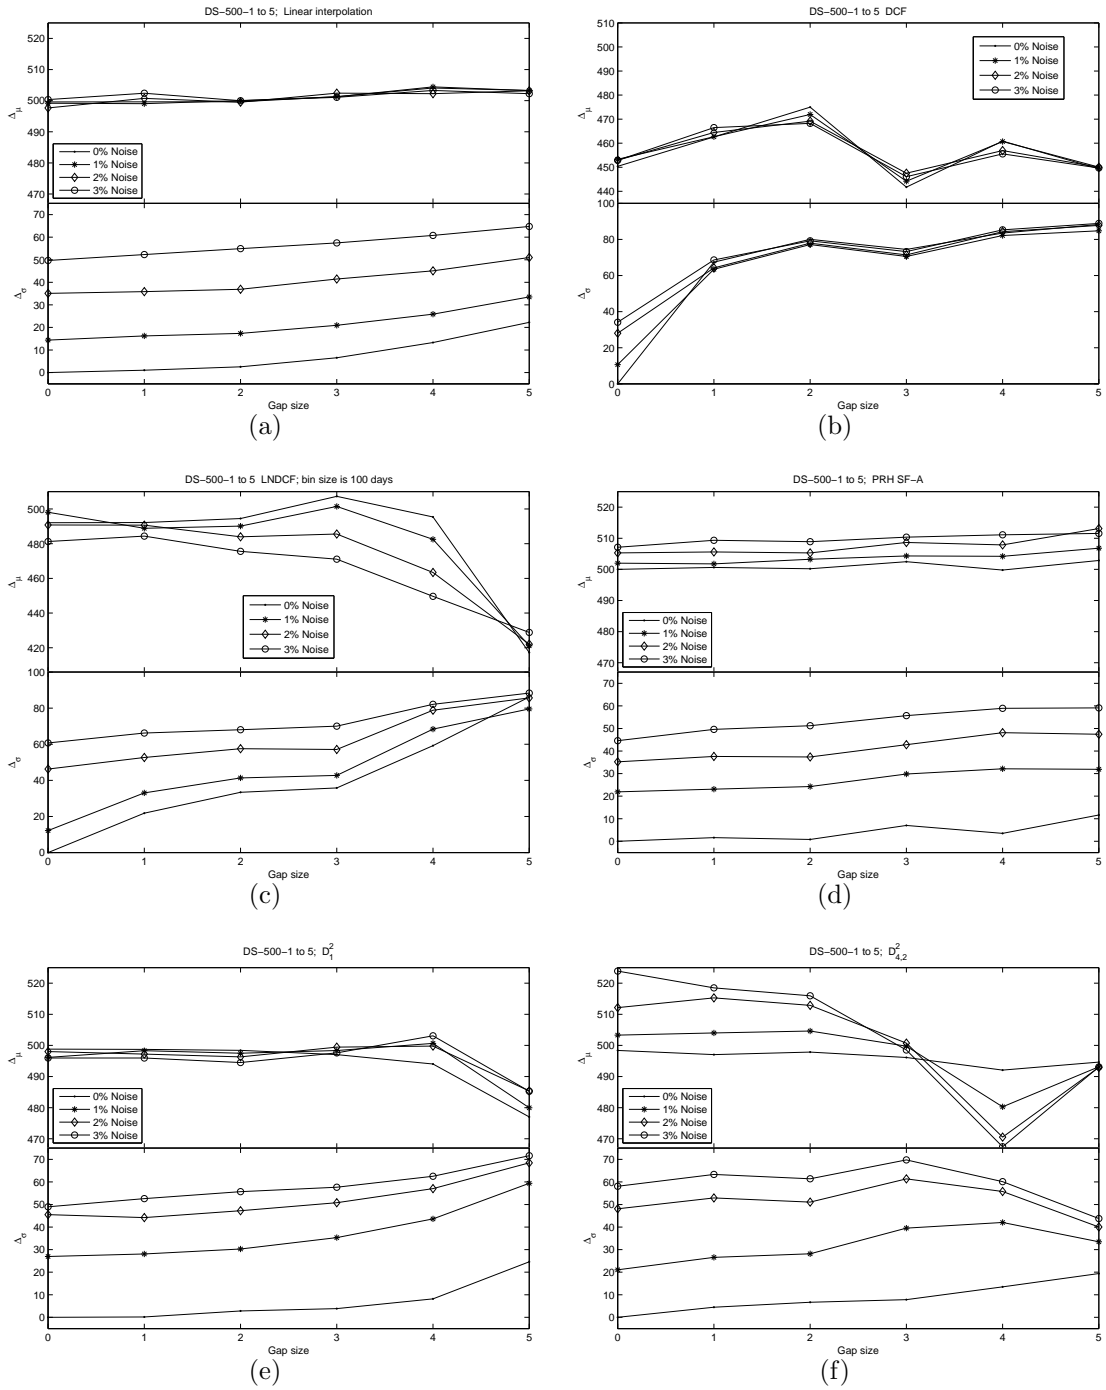 DS-500-1 to 5; Linear interpolation
520
510
500
490
480
470
Δμ
0% Noise
1% Noise
2% Noise
3% Noise
70
60
50
40
30
20
10
0
Δσ
0 1 2 3 4 5
Gap size
(a)
DS-500-1 to 5 DCF
510
500
490
480
470
460
450
440
Δμ
0% Noise
1% Noise
2% Noise
3% Noise
100
80
60
40
20
0
Δσ
0 1 2 3 4 5
Gap size
(b)
DS-500-1 to 5 LNDCF; bin size is 100 days
500
480
460
440
420
Δμ
0% Noise
1% Noise
2% Noise
3% Noise
100
80
60
40
20
0
Δσ
0 1 2 3 4 5
Gap size
(c)
DS-500-1 to 5; PRH SF-A
520
510
500
490
480
470
Δμ
0% Noise
1% Noise
2% Noise
3% Noise
70
60
50
40
30
20
10
0
Δσ
0 1 2 3 4 5
Gap size
(d)
DS-500-1 to 5; D²₁
520
510
500
490
480
470
Δμ
0% Noise
1% Noise
2% Noise
3% Noise
70
60
50
40
30
20
10
0
Δσ
0 1 2 3 4 5
Gap size
(e)
DS-500-1 to 5; D²₄,₂
520
510
500
490
480
470
Δμ
0% Noise
1% Noise
2% Noise
3% Noise
70
60
50
40
30
20
10
0
Δσ
0 1 2 3 4 5
Gap size
(f)